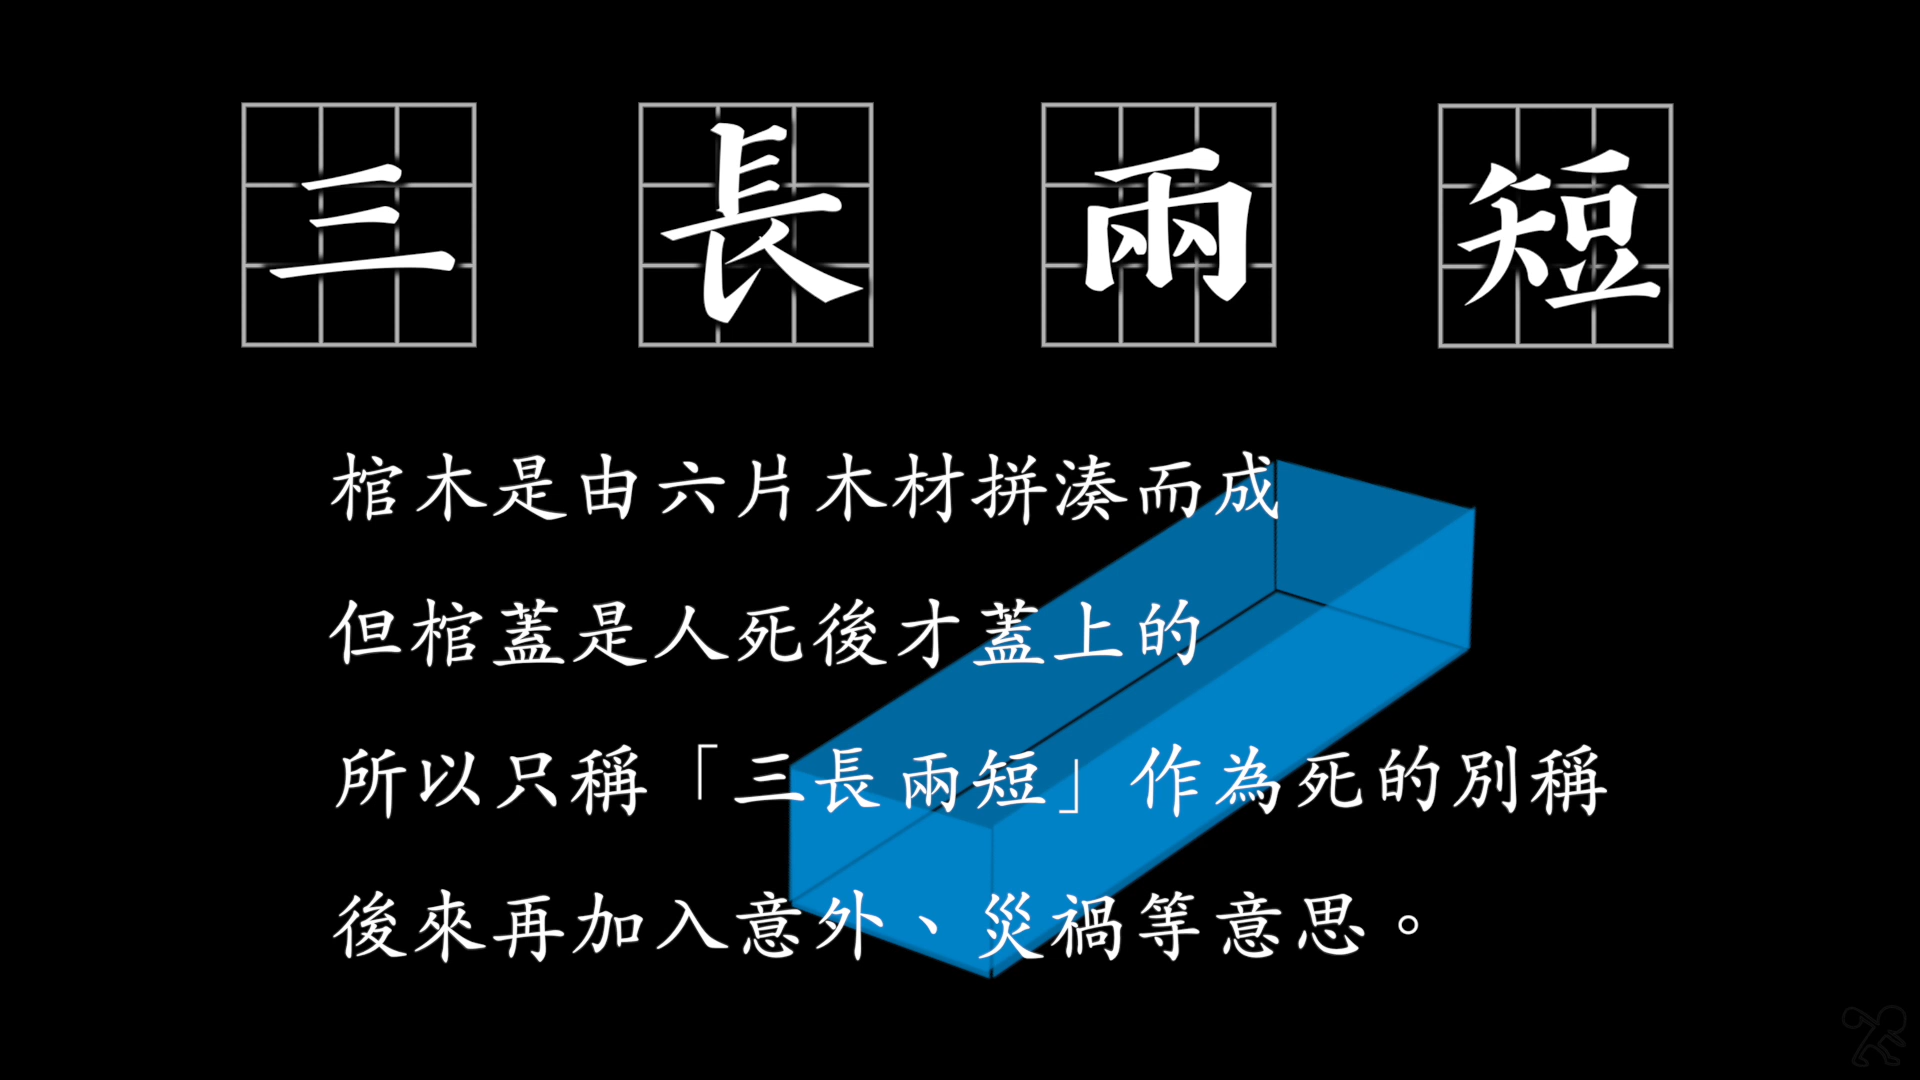 三長兩短
棺木是由六片木材拼湊而成
但棺蓋是人死後才蓋上的
所以只稱「三長兩短」作為死的別稱
後來再加入意外、災禍等意思。